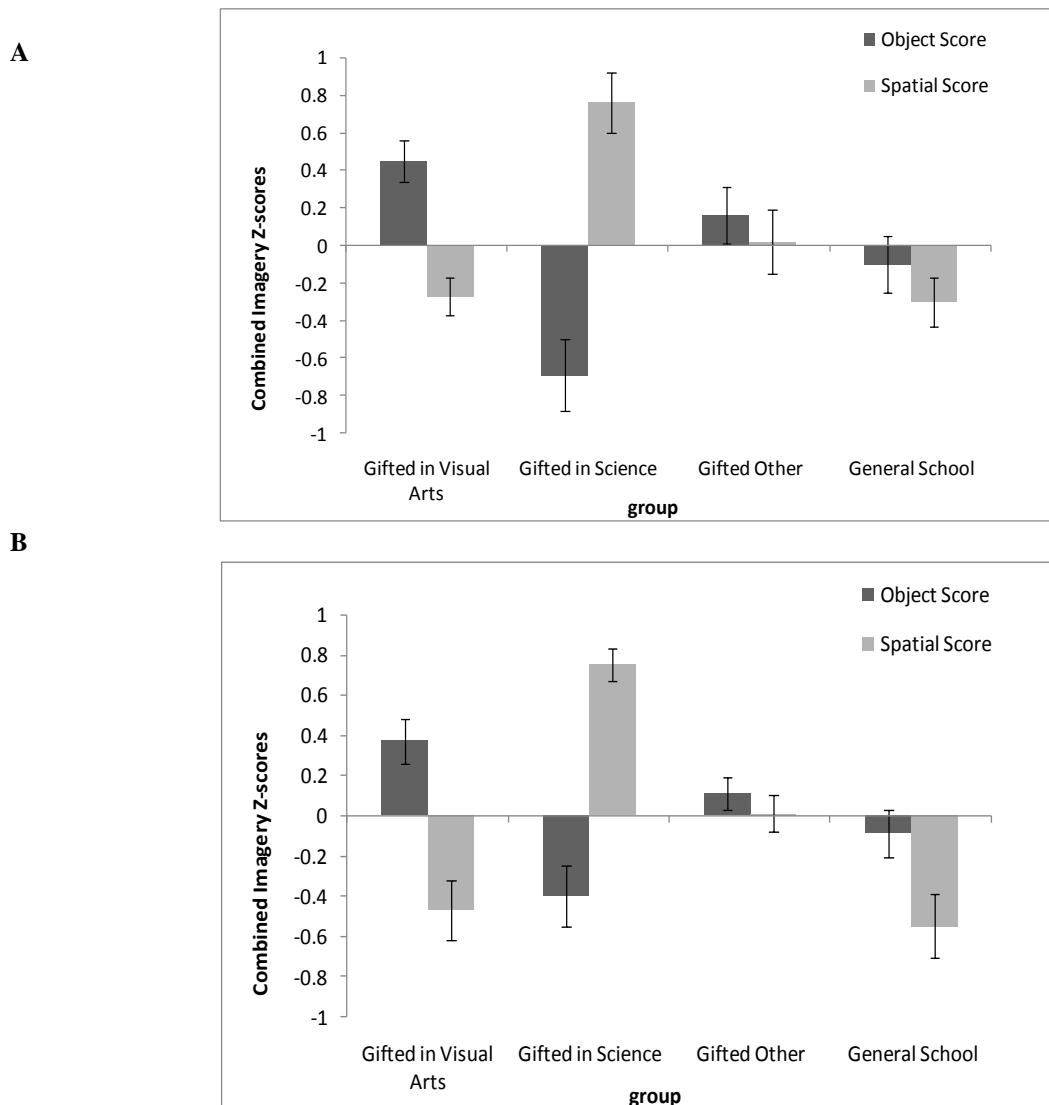 A
Object Score
Spatial Score
Combined Imagery Z-scores
1
0.8
0.6
0.4
0.2
0
-0.2
-0.4
-0.6
-0.8
-1
Gifted in Visual Arts
Gifted in Science
Gifted Other
General School
group
B
Object Score
Spatial Score
Combined Imagery Z-scores
1
0.8
0.6
0.4
0.2
0
-0.2
-0.4
-0.6
-0.8
-1
Gifted in Visual Arts
Gifted in Science
Gifted Other
General School
group